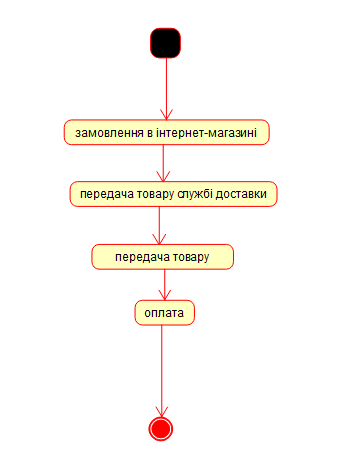 замовлення в інтернет-магазині
передача товару службі доставки
передача товару
оплата